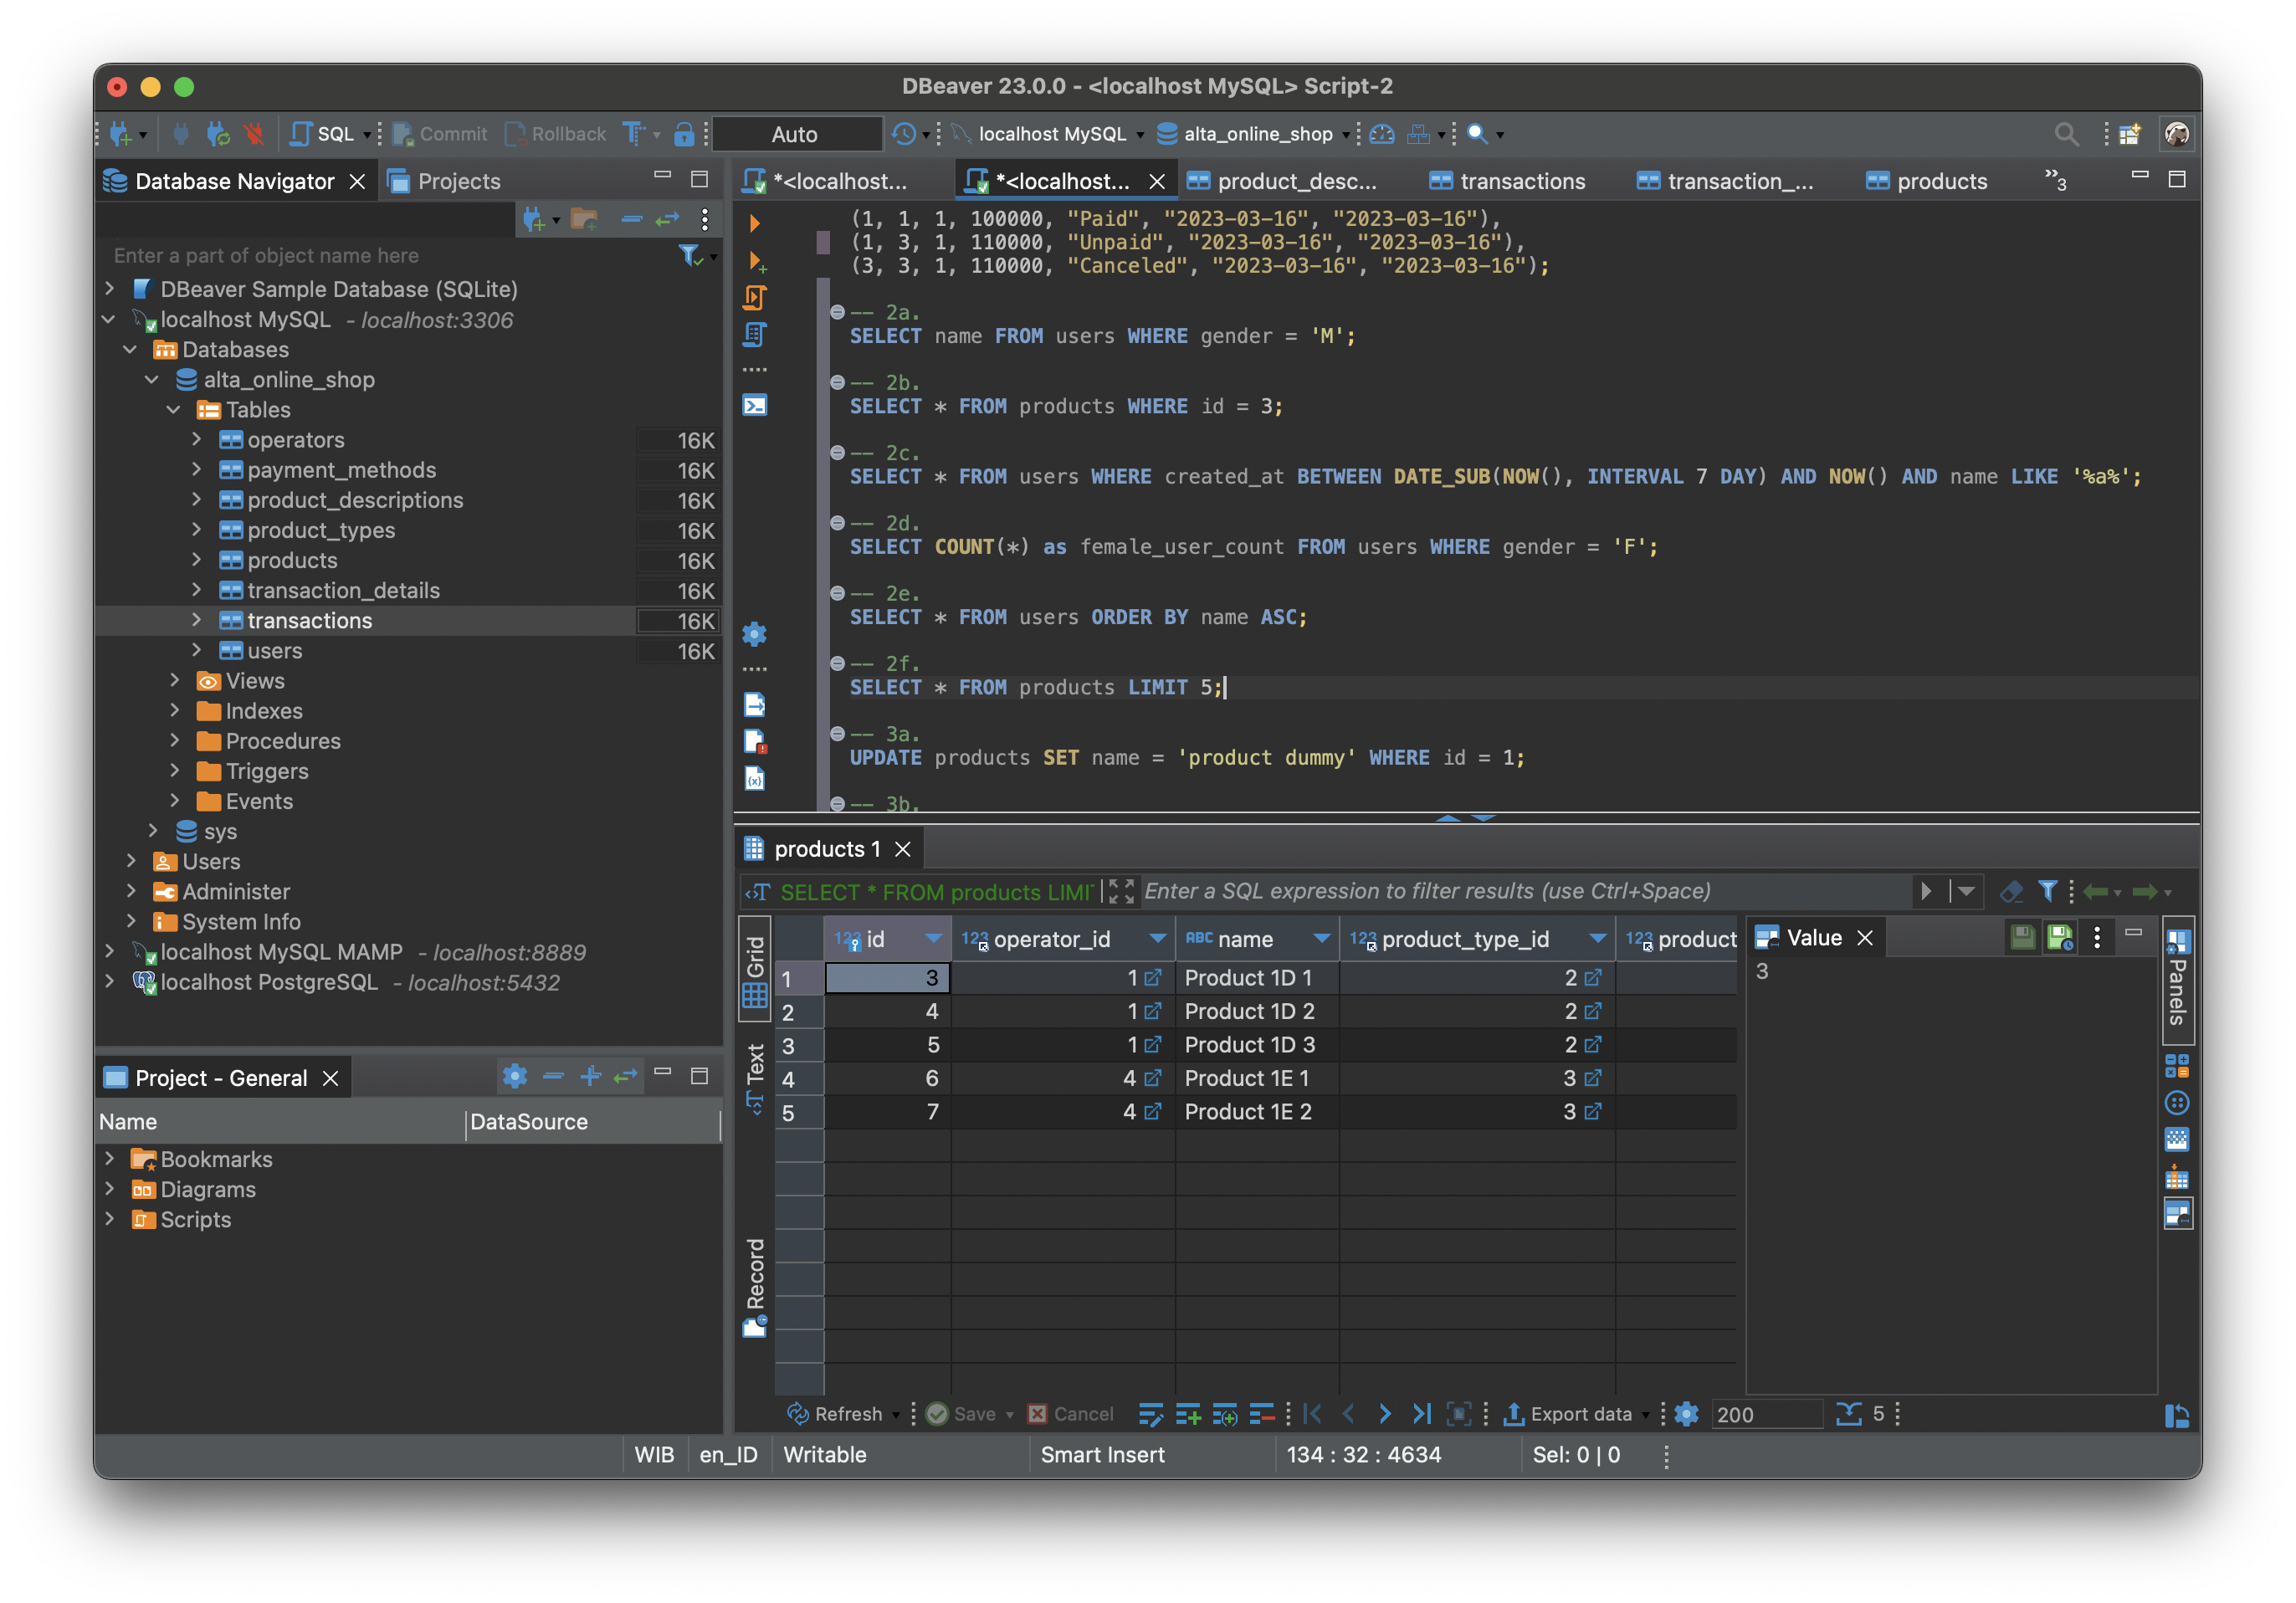 DBeaver 23.0.0 - <localhost MySQL> Script-2
SQL
Commit
Rollback
Auto
localhost MySQL
alta_online_shop
Database Navigator
Projects
Enter a part of object name here
DBeaver Sample Database (SQLite)
localhost MySQL - localhost:3306
Databases
alta_online_shop
Tables
operators 16K
payment_methods 16K
product_descriptions 16K
product_types 16K
products 16K
transaction_details 16K
transactions 16K
users 16K
Views
Indexes
Procedures
Triggers
Events
sys
Users
Administer
System Info
localhost MySQL MAMP - localhost:8889
localhost PostgreSQL - localhost:5432
Project - General
Name DataSource
Bookmarks
Diagrams
Scripts
*<localhost...
*<localhost...
product_desc...
transactions
transaction_...
products
»3
(1, 1, 1, 100000, "Paid", "2023-03-16", "2023-03-16"),
(1, 3, 1, 110000, "Unpaid", "2023-03-16", "2023-03-16"),
(3, 3, 1, 110000, "Canceled", "2023-03-16", "2023-03-16");
-- 2a.
SELECT name FROM users WHERE gender = 'M';
-- 2b.
SELECT * FROM products WHERE id = 3;
-- 2c.
SELECT * FROM users WHERE created_at BETWEEN DATE_SUB(NOW(), INTERVAL 7 DAY) AND NOW() AND name LIKE '%a%';
-- 2d.
SELECT COUNT(*) as female_user_count FROM users WHERE gender = 'F';
-- 2e.
SELECT * FROM users ORDER BY name ASC;
-- 2f.
SELECT * FROM products LIMIT 5;
-- 3a.
UPDATE products SET name = 'product dummy' WHERE id = 1;
-- 3b.
products 1
SELECT * FROM products LIMI
Enter a SQL expression to filter results (use Ctrl+Space)
Grid
Text
Record
123 id 123 operator_id ABC name 123 product_type_id 123 product
1 3 1 Product 1D 1 2
2 4 1 Product 1D 2 2
3 5 1 Product 1D 3 2
4 6 4 Product 1E 1 3
5 7 4 Product 1E 2 3
Value
3
Panels
Refresh
Save
Cancel
Export data
200
5
WIB
en_ID
Writable
Smart Insert
134 : 32 : 4634
Sel: 0 | 0